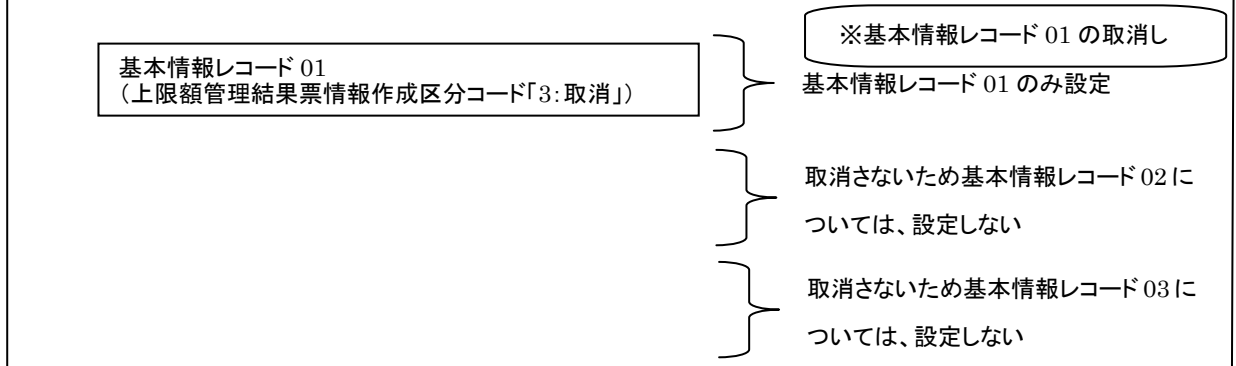 ※基本情報レコード 01 の取消し
基本情報レコード 01
（上限額管理結果票情報作成区分コード「3：取消」）
基本情報レコード 01 のみ設定
取消さないため基本情報レコード 02 に
ついては、設定しない
取消さないため基本情報レコード 03 に
ついては、設定しない